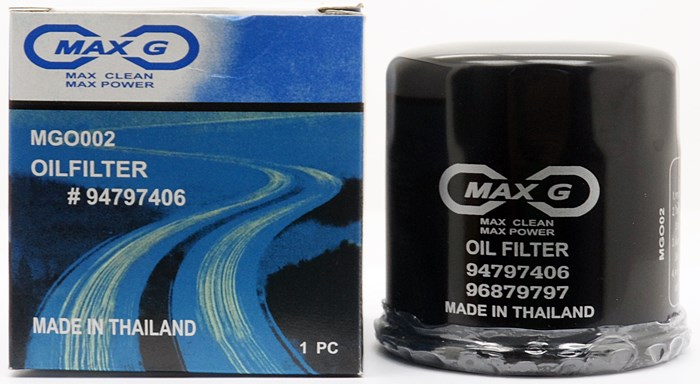 MAX G
MAX CLEAN
MAX POWER
MGO002
OILFILTER
# 94797406
MADE IN THAILAND
1 PC
MAX G
MAX CLEAN
MAX POWER
OIL FILTER
94797406
96879797
MADE IN THAILAND
MGO02